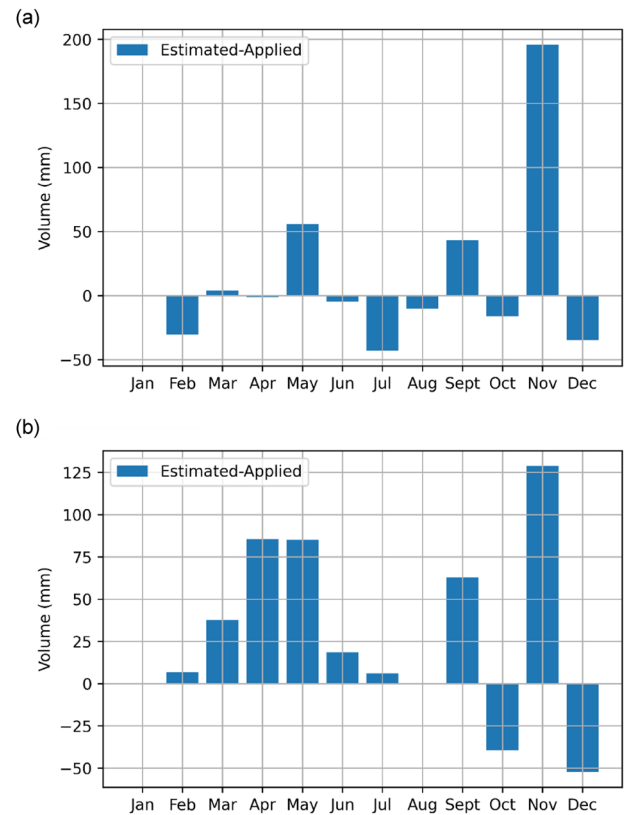 (a)
Estimated-Applied
Volume (mm)
200
150
100
50
0
−50
Jan Feb Mar Apr May Jun Jul Aug Sept Oct Nov Dec
(b)
Estimated-Applied
Volume (mm)
125
100
75
50
25
0
−25
−50
Jan Feb Mar Apr May Jun Jul Aug Sept Oct Nov Dec